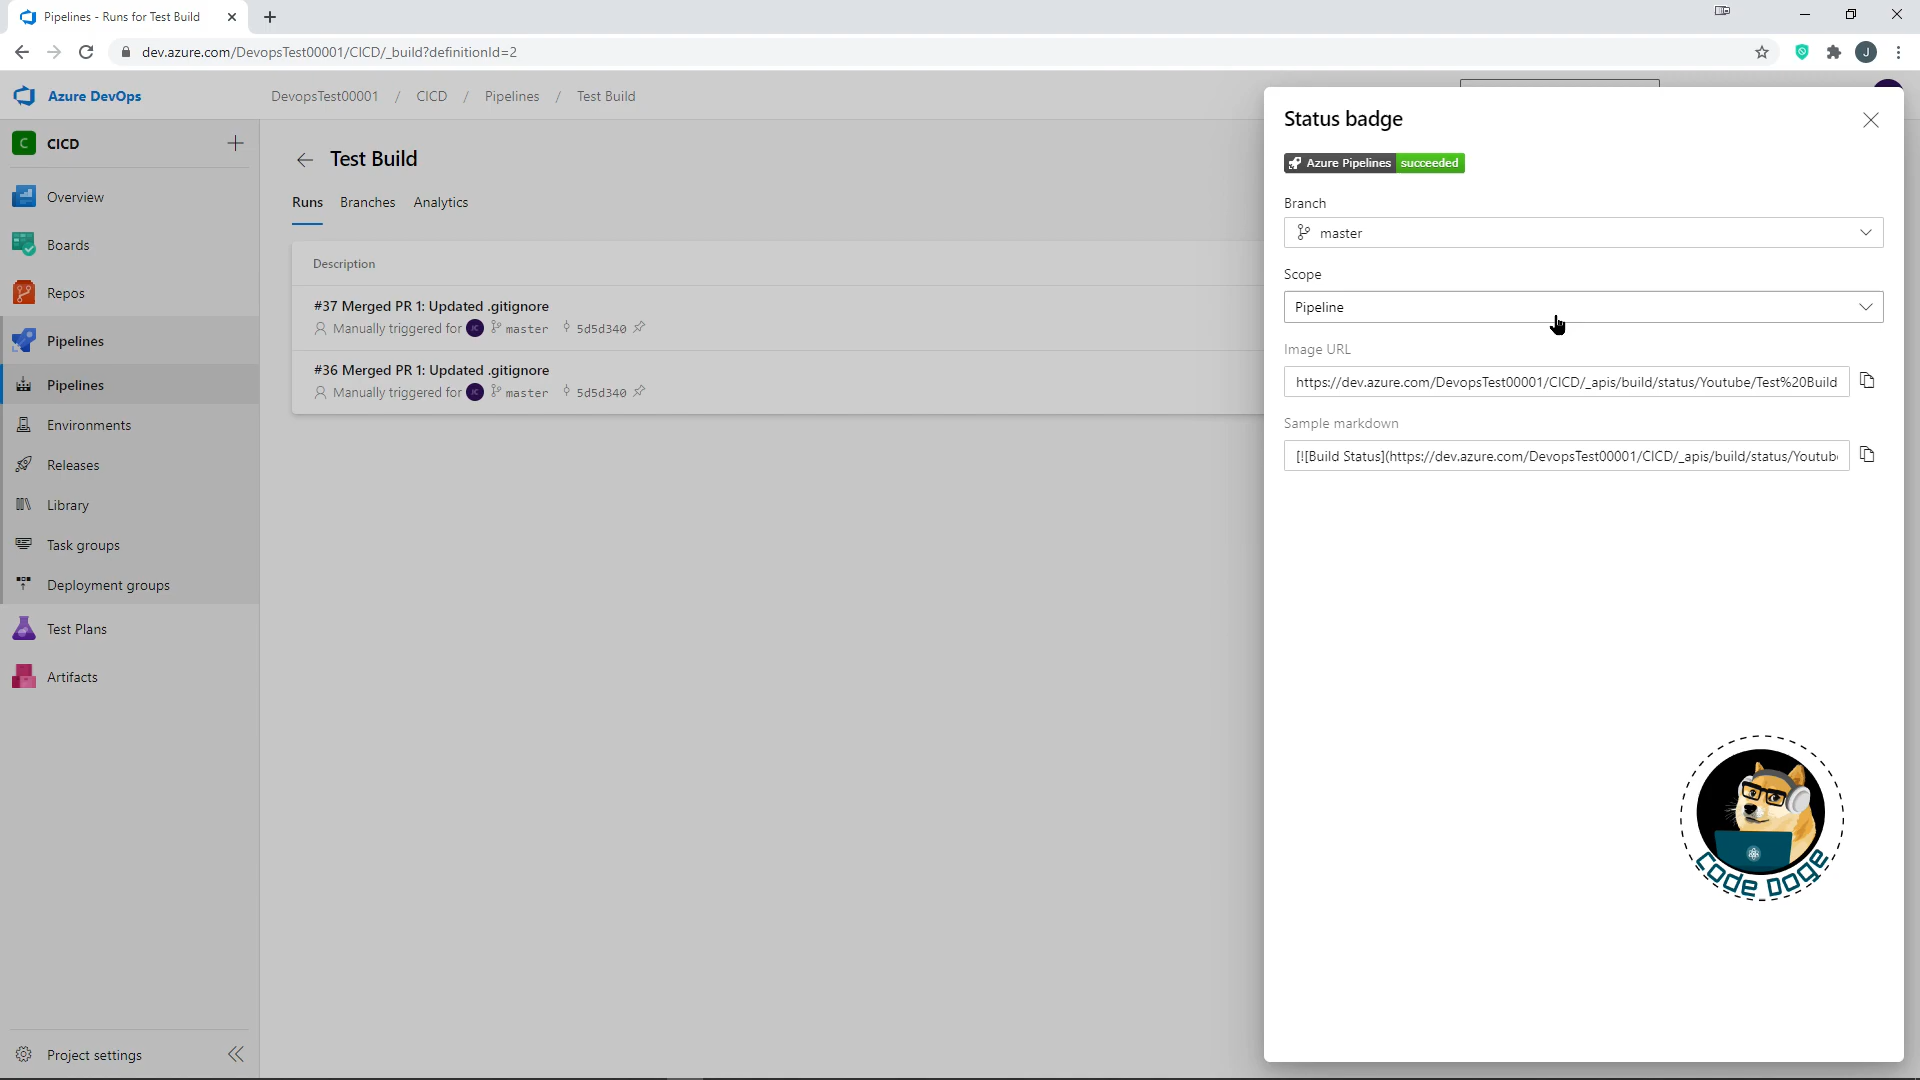 Pipelines - Runs for Test Build
dev.azure.com/DevopsTest00001/CICD/_build?definitionId=2
J
Azure DevOps
DevopsTest00001 / CICD / Pipelines / Test Build
C CICD
Overview
Boards
Repos
Pipelines
Pipelines
Environments
Releases
Library
Task groups
Deployment groups
Test Plans
Artifacts
Project settings
Test Build
Runs Branches Analytics
Description
#37 Merged PR 1: Updated .gitignore
Manually triggered for JC master 5d5d340
#36 Merged PR 1: Updated .gitignore
Manually triggered for JC master 5d5d340
Status badge
Azure Pipelines succeeded
Branch
master
Scope
Pipeline
Image URL
https://dev.azure.com/DevopsTest00001/CICD/_apis/build/status/Youtube/Test%20Build
Sample markdown
[![Build Status](https://dev.azure.com/DevopsTest00001/CICD/_apis/build/status/Youtub
Code Doge